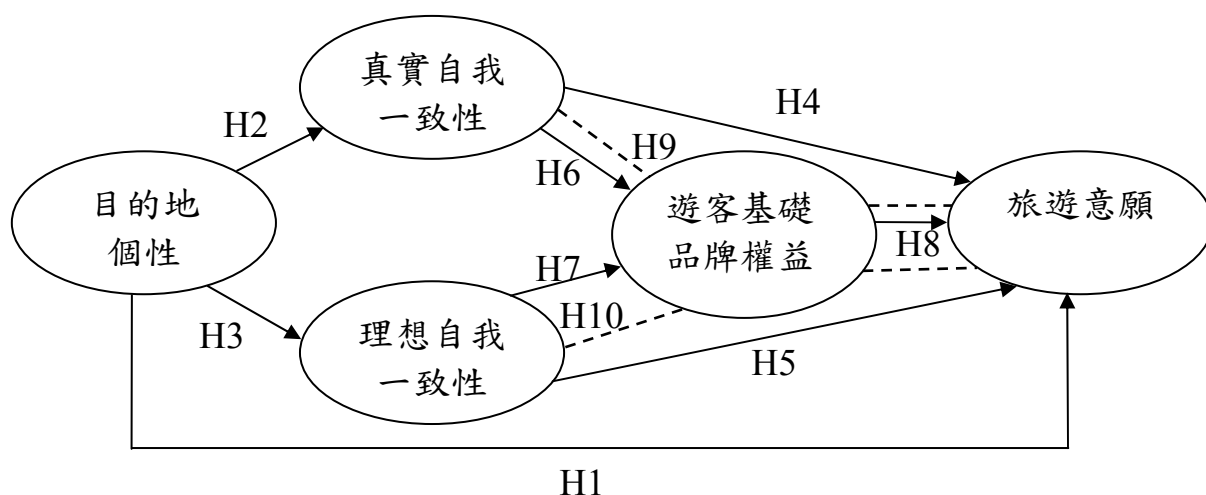 真實自我
一致性
H4
H2
H9
H6
目的地
個性
遊客基礎
品牌權益
旅遊意願
H8
H7
H10
H3
理想自我
一致性
H5
H1